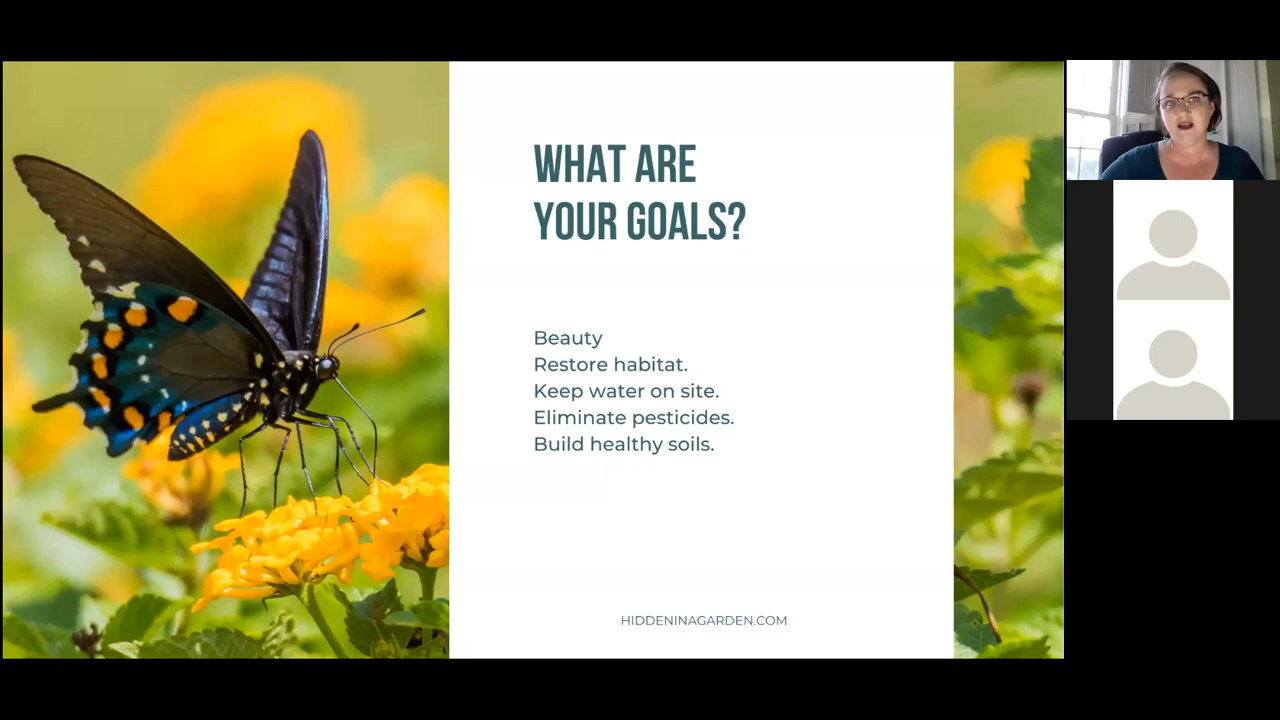 WHAT ARE
YOUR GOALS?
Beauty
Restore habitat.
Keep water on site.
Eliminate pesticides.
Build healthy soils.
HIDDENINAGARDEN.COM